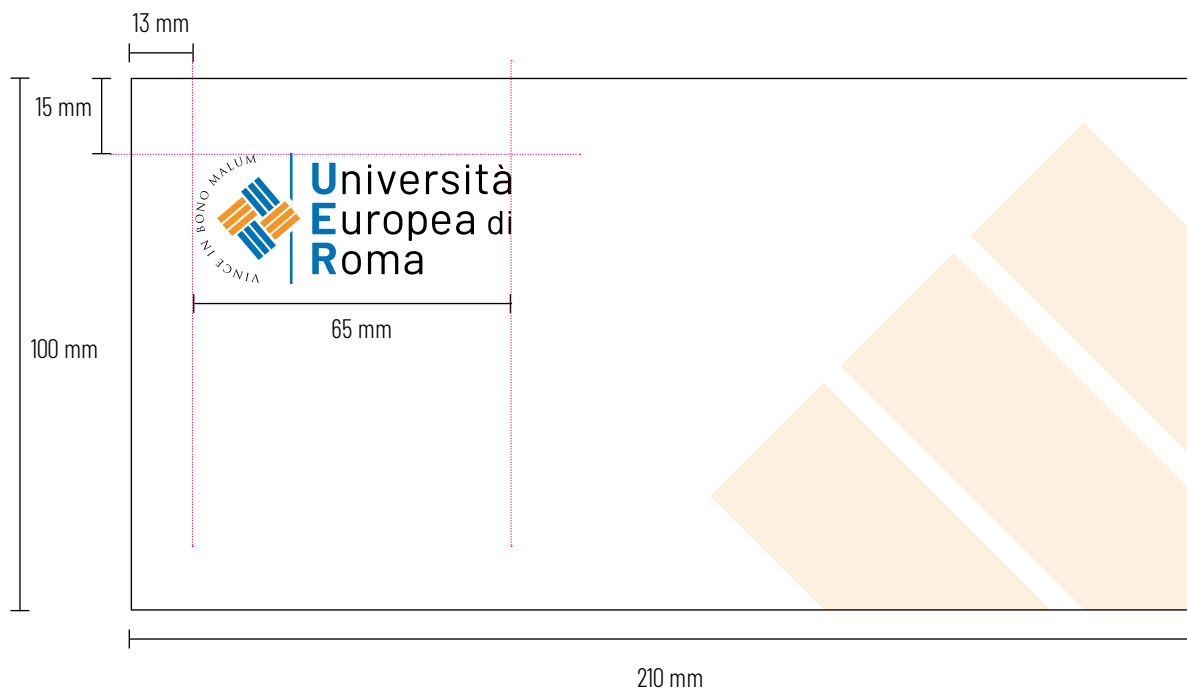 13 mm
15 mm
VINCE IN BONO MALUM
Università
Europea di
Roma
65 mm
100 mm
210 mm